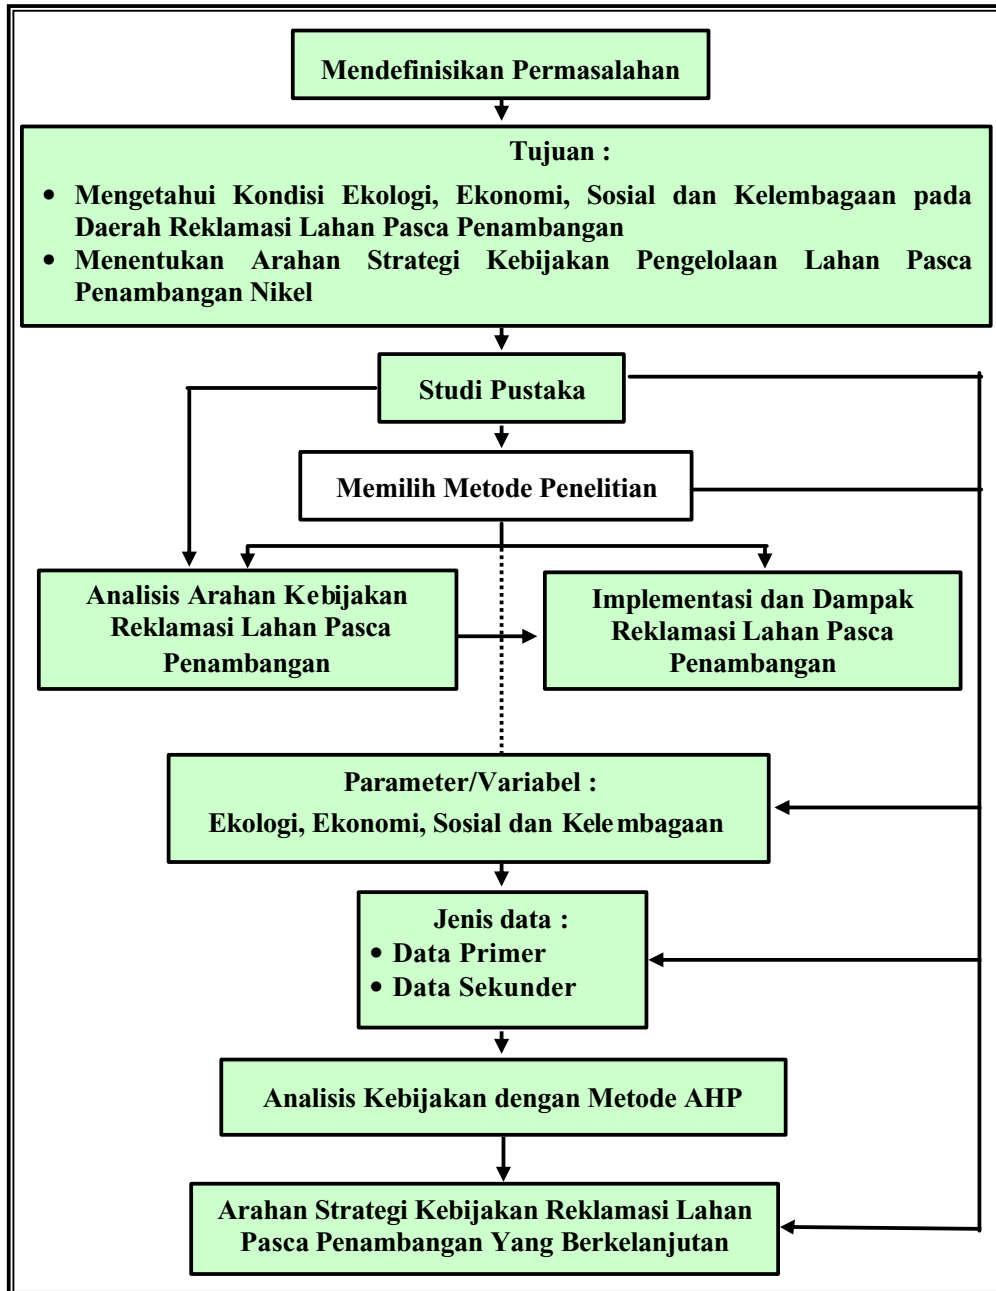 Mendefinisikan Permasalahan
Tujuan :
• Mengetahui Kondisi Ekologi, Ekonomi, Sosial dan Kelembagaan pada
Daerah Reklamasi Lahan Pasca Penambangan
• Menentukan Arahan Strategi Kebijakan Pengelolaan Lahan Pasca
Penambangan Nikel
Studi Pustaka
Memilih Metode Penelitian
Analisis Arahan Kebijakan
Reklamasi Lahan Pasca
Penambangan
Implementasi dan Dampak
Reklamasi Lahan Pasca
Penambangan
Parameter/Variabel :
Ekologi, Ekonomi, Sosial dan Kelembagaan
Jenis data :
• Data Primer
• Data Sekunder
Analisis Kebijakan dengan Metode AHP
Arahan Strategi Kebijakan Reklamasi Lahan
Pasca Penambangan Yang Berkelanjutan